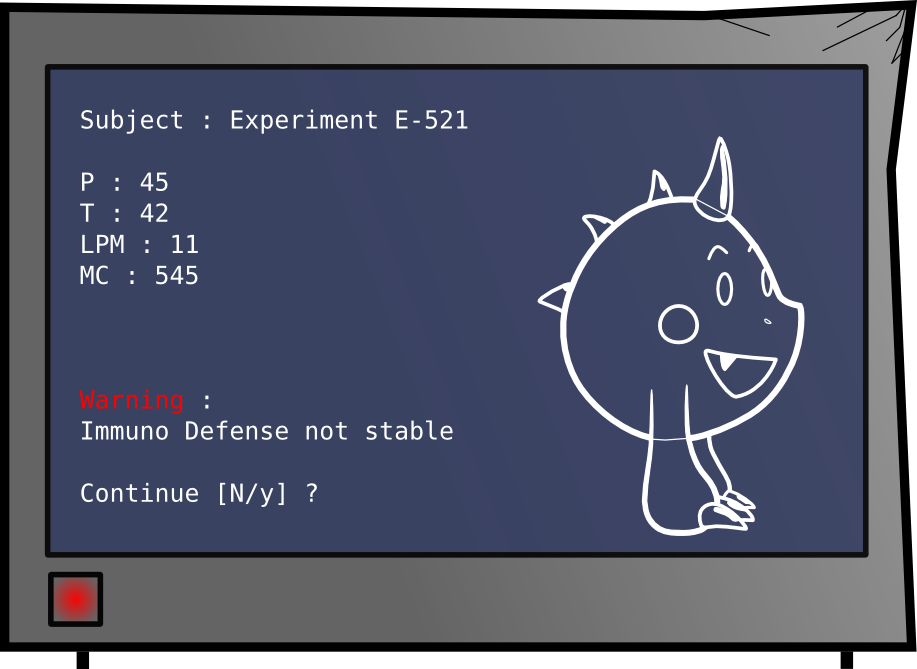 Subject : Experiment E-521
P : 45
T : 42
LPM : 11
MC : 545
Warning :
Immuno Defense not stable
Continue [N/y] ?